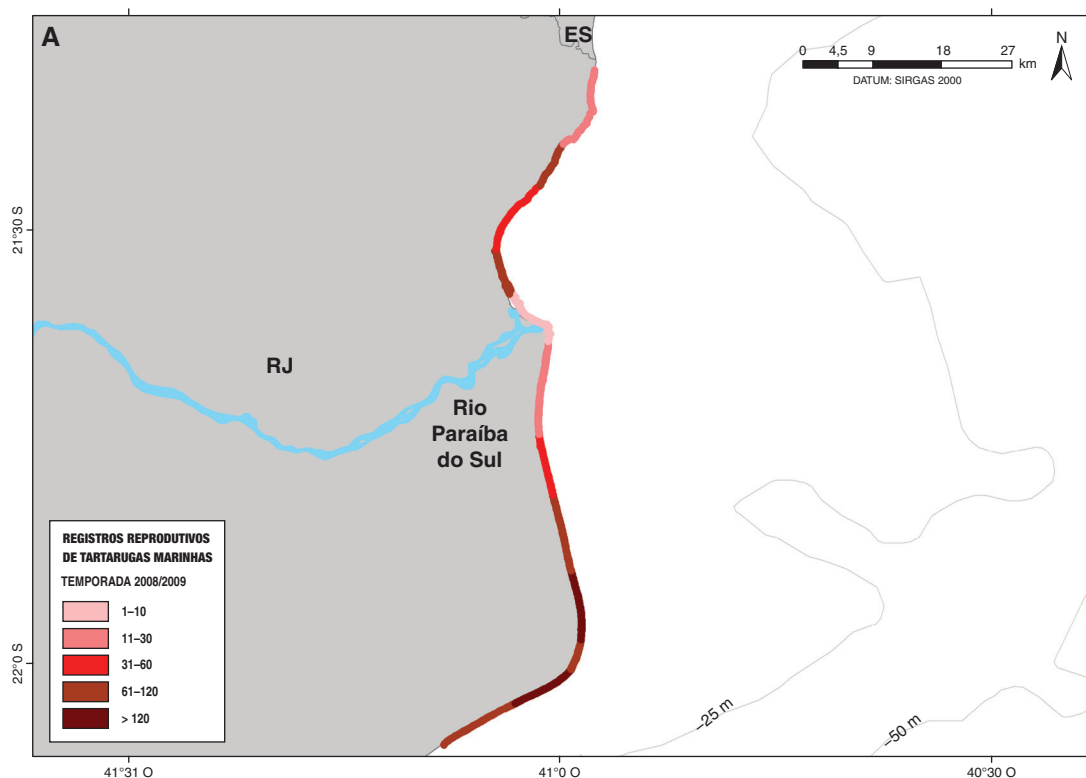 A
ES
0 4,5 9 18 27
km
DATUM: SIRGAS 2000
N
21°30 S
RJ
Rio
Paraíba
do Sul
REGISTROS REPRODUTIVOS
DE TARTARUGAS MARINHAS
TEMPORADA 2008/2009
1–10
11–30
31–60
61–120
> 120
22°0 S
–25 m
–50 m
41°31 O
41°0 O
40°30 O